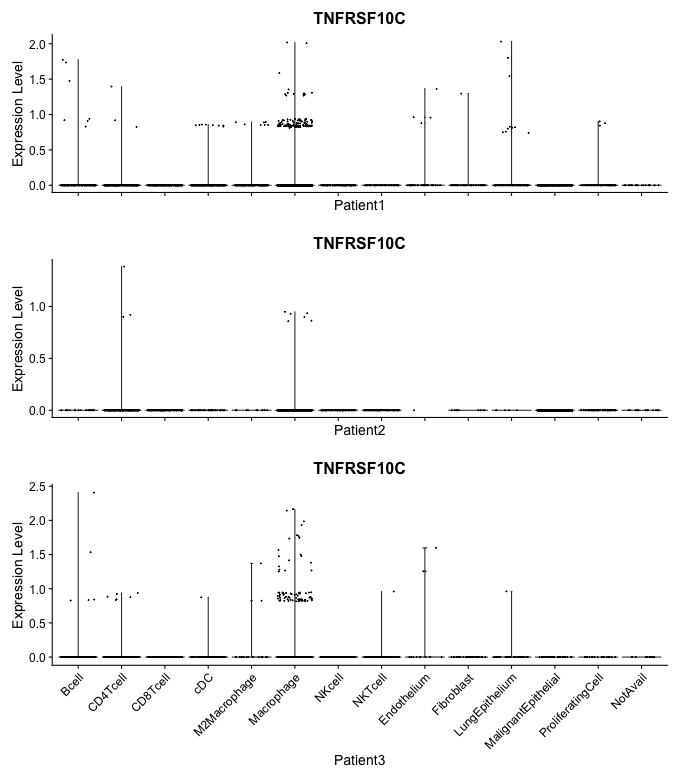 TNFRSF10C
Expression Level
2.0
1.5
1.0
0.5
0.0
Patient1
TNFRSF10C
Expression Level
1.0
0.5
0.0
Patient2
TNFRSF10C
Expression Level
2.5
2.0
1.5
1.0
0.5
0.0
Bcell
CD4Tcell
CD8Tcell
cDC
M2Macrophage
Macrophage
NKcell
NKTcell
Endothelium
Fibroblast
LungEpithelium
MalignantEpithelial
ProliferatingCell
NotAvail
Patient3